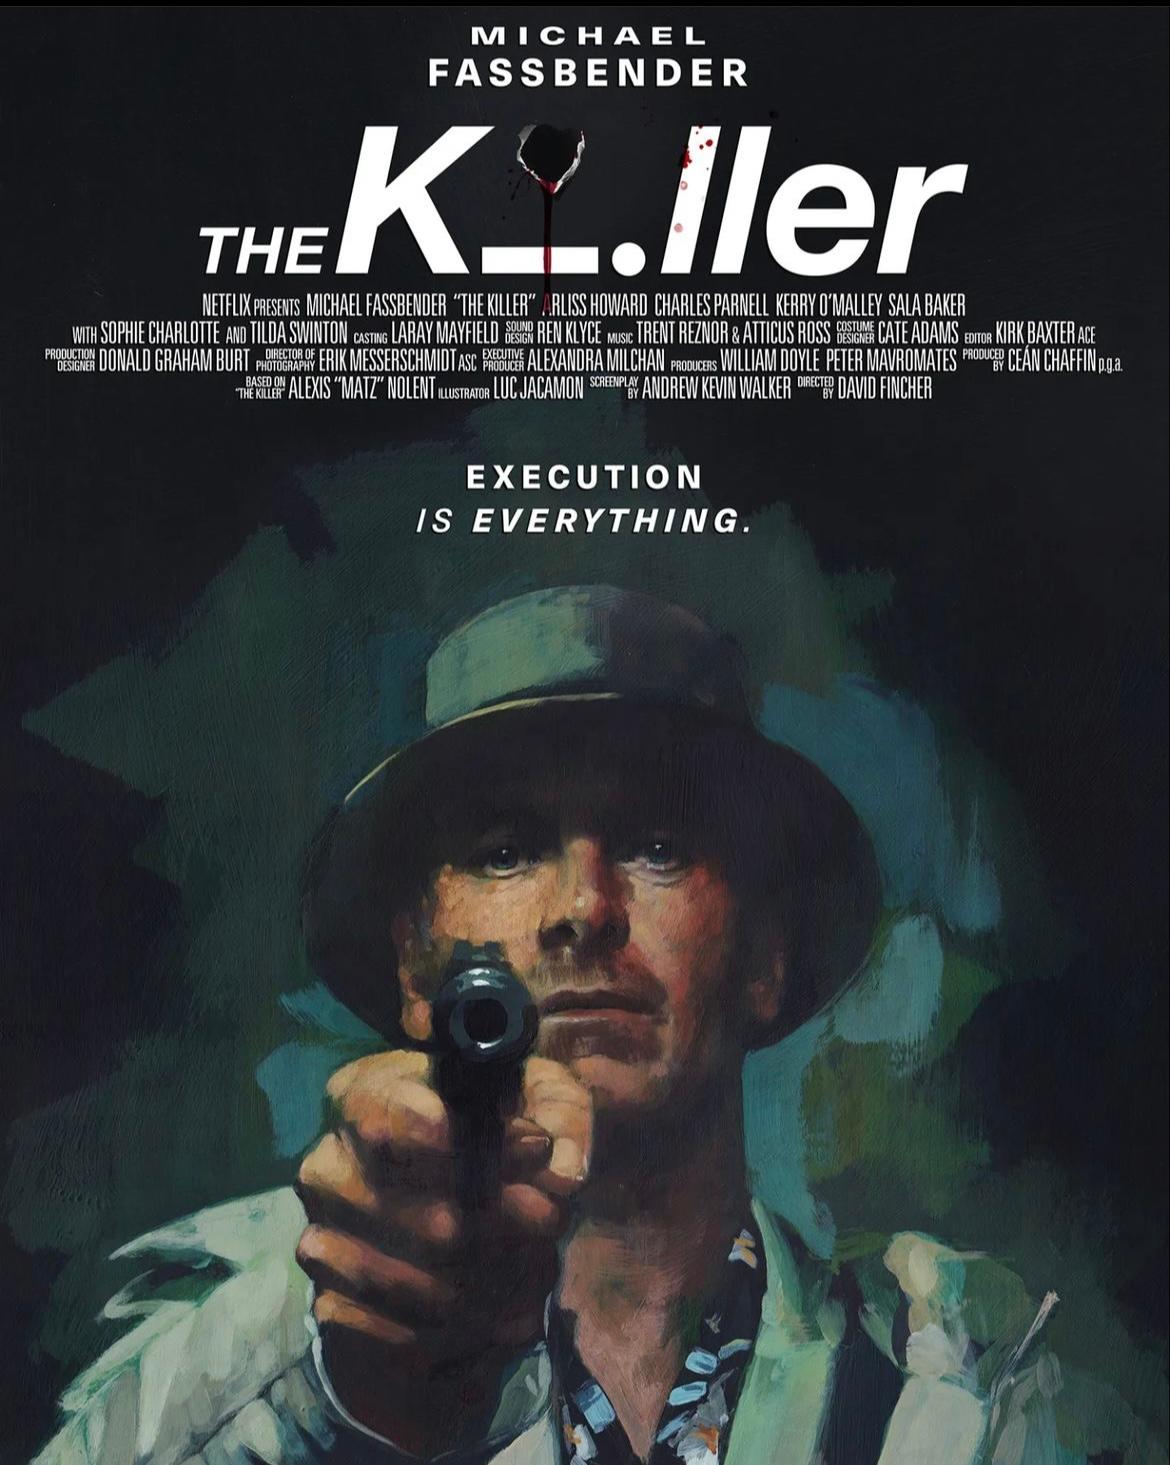 MICHAEL
FASSBENDER
THE K_.ller
NETFLIX PRESENTS MICHAEL FASSBENDER “THE KILLER” ARLISS HOWARD CHARLES PARNELL KERRY O’MALLEY SALA BAKER
WITH SOPHIE CHARLOTTE AND TILDA SWINTON CASTING LARAY MAYFIELD SOUND DESIGN REN KLYCE MUSIC TRENT REZNOR & ATTICUS ROSS COSTUME DESIGNER CATE ADAMS EDITOR KIRK BAXTER ACE
PRODUCTION DESIGNER DONALD GRAHAM BURT DIRECTOR OF PHOTOGRAPHY ERIK MESSERSCHMIDT ASC EXECUTIVE PRODUCER ALEXANDRA MILCHAN PRODUCERS WILLIAM DOYLE PETER MAVROMATES PRODUCED BY CEÁN CHAFFIN p.g.a.
BASED ON “THE KILLER” ALEXIS “MATZ” NOLENT ILLUSTRATOR LUC JACAMON SCREENPLAY BY ANDREW KEVIN WALKER DIRECTED BY DAVID FINCHER
EXECUTION
IS EVERYTHING.